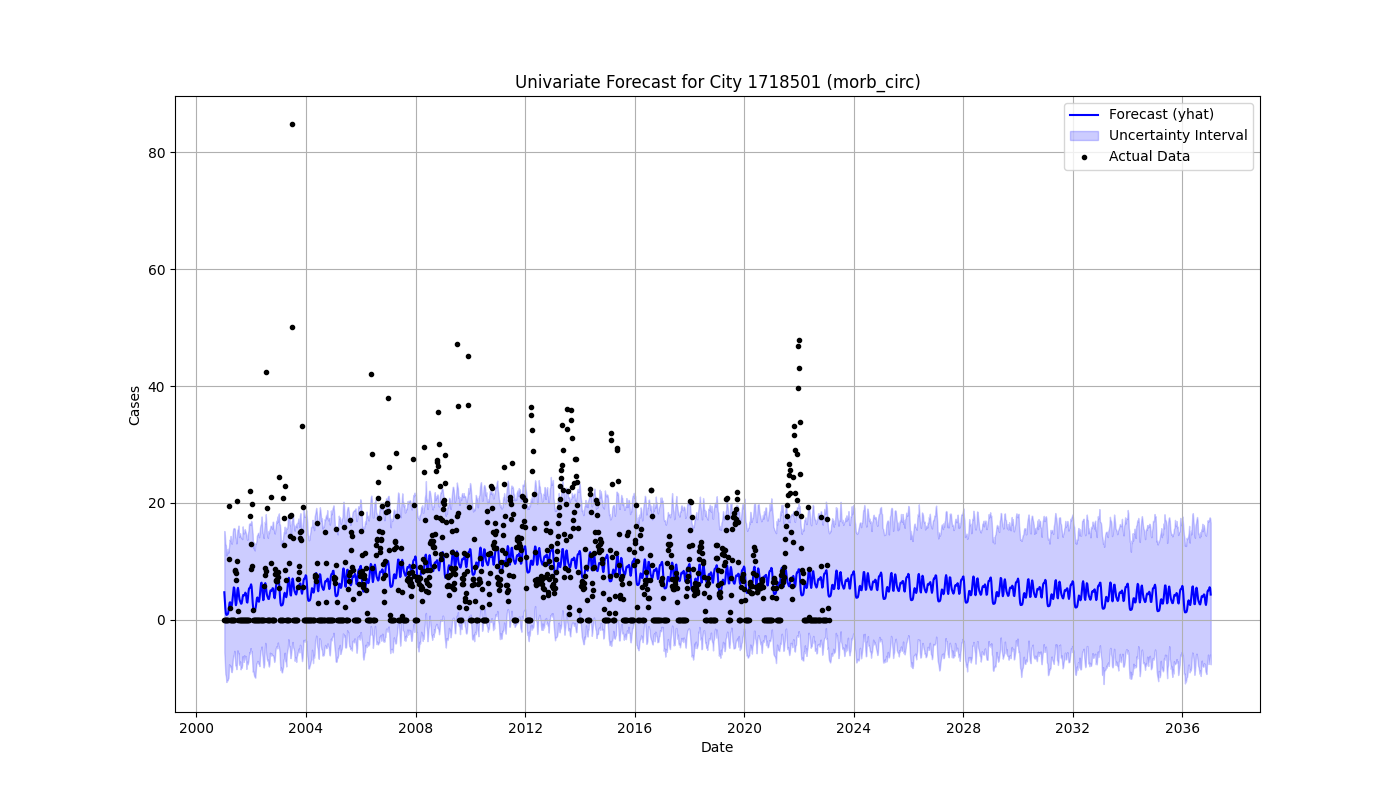 Univariate Forecast for City 1718501 (morb_circ)
Forecast (yhat)
Uncertainty Interval
Actual Data
Cases
80
60
40
20
0
2000 2004 2008 2012 2016 2020 2024 2028 2032 2036
Date